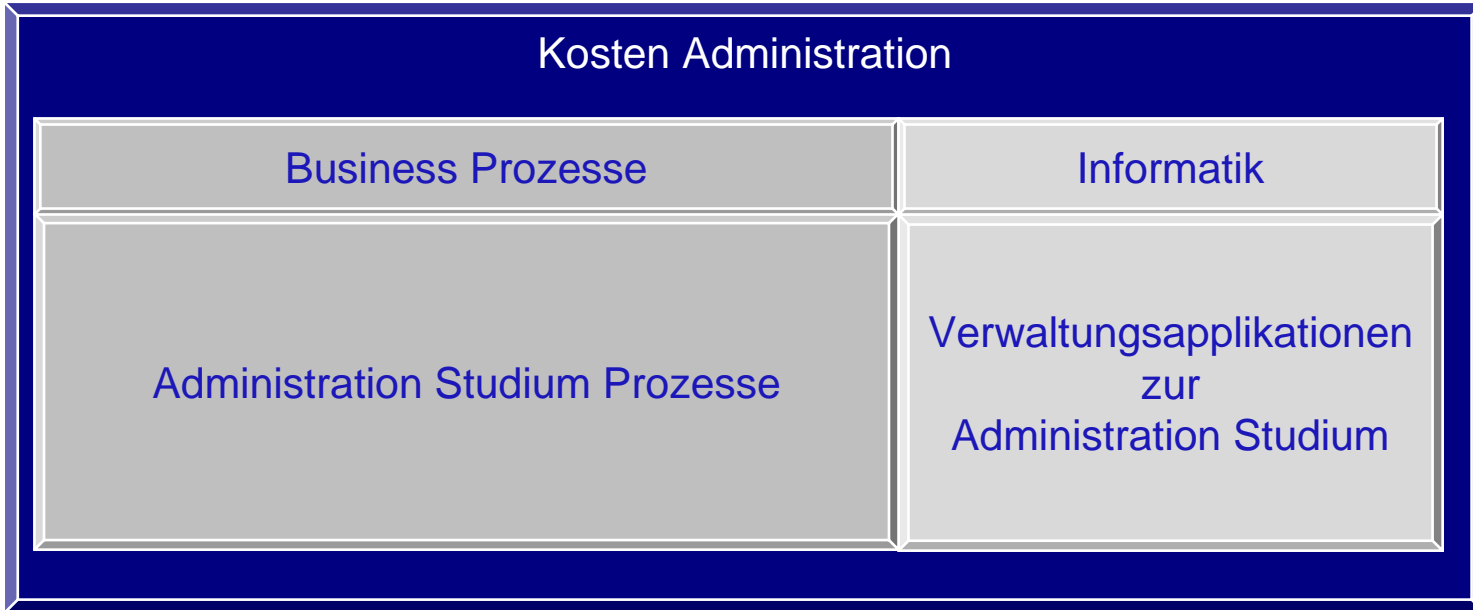 Kosten Administration
Business Prozesse
Informatik
Administration Studium Prozesse
Verwaltungsapplikationen
zur
Administration Studium